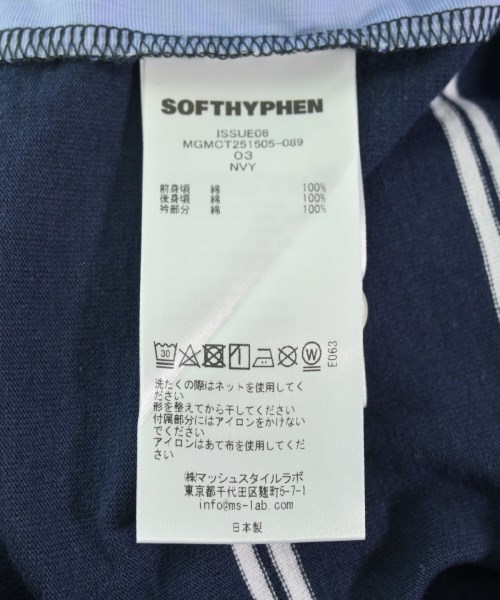 SOFTHYPHEN
ISSUE06
MGMCT251505-089
03
NVY
前身頃 綿 100%
後身頃 綿 100%
衿部分 綿 100%
30 W E063
洗たくの際はネットを使用してくだ
ださい
形を整えてから干してください
付属部分にはアイロンをかけない
でください
アイロンはあて布を使用してくだ
さい
㈱マッシュスタイルラボ
東京都千代田区麹町5-7-1
info@ms-lab.com
日本製